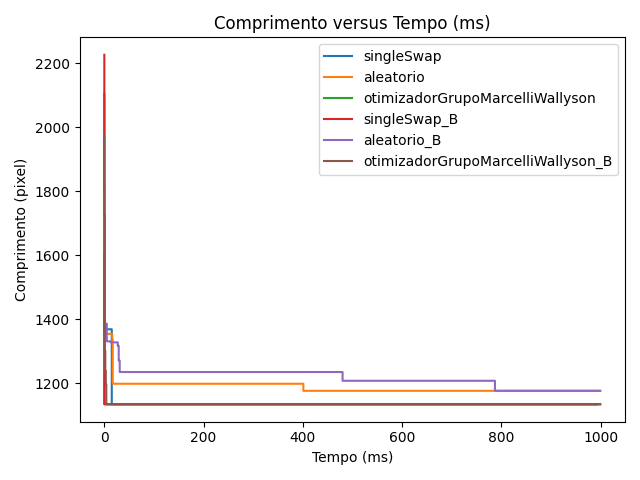 Comprimento versus Tempo (ms)
singleSwap
aleatorio
otimizadorGrupoMarcelliWallyson
singleSwap_B
aleatorio_B
otimizadorGrupoMarcelliWallyson_B
Comprimento (pixel)
2200
2000
1800
1600
1400
1200
0 200 400 600 800 1000
Tempo (ms)